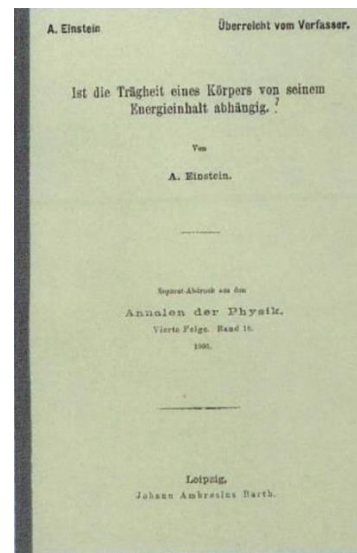 A. Einstein
Überreicht vom Verfasser.
Ist die Trägheit eines Körpers von seinem
Energieinhalt abhängig. ?
Von
A. Einstein.
Separat-Abdruck aus den
Annalen der Physik.
Vierte Folge. Band 18.
1905.
Leipzig,
Johann Ambrosius Barth.